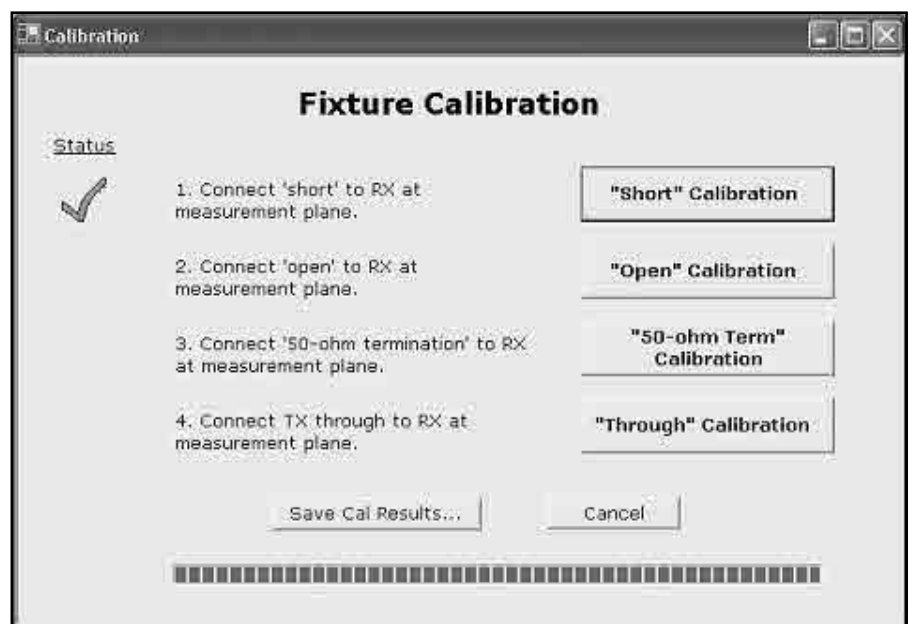 Calibration
Fixture Calibration
Status
1. Connect 'short' to RX at
measurement plane.
"Short" Calibration
2. Connect 'open' to RX at
measurement plane.
"Open" Calibration
3. Connect '50-ohm termination' to RX
at measurement plane.
"50-ohm Term"
Calibration
4. Connect TX through to RX at
measurement plane.
"Through" Calibration
Save Cal Results...
Cancel